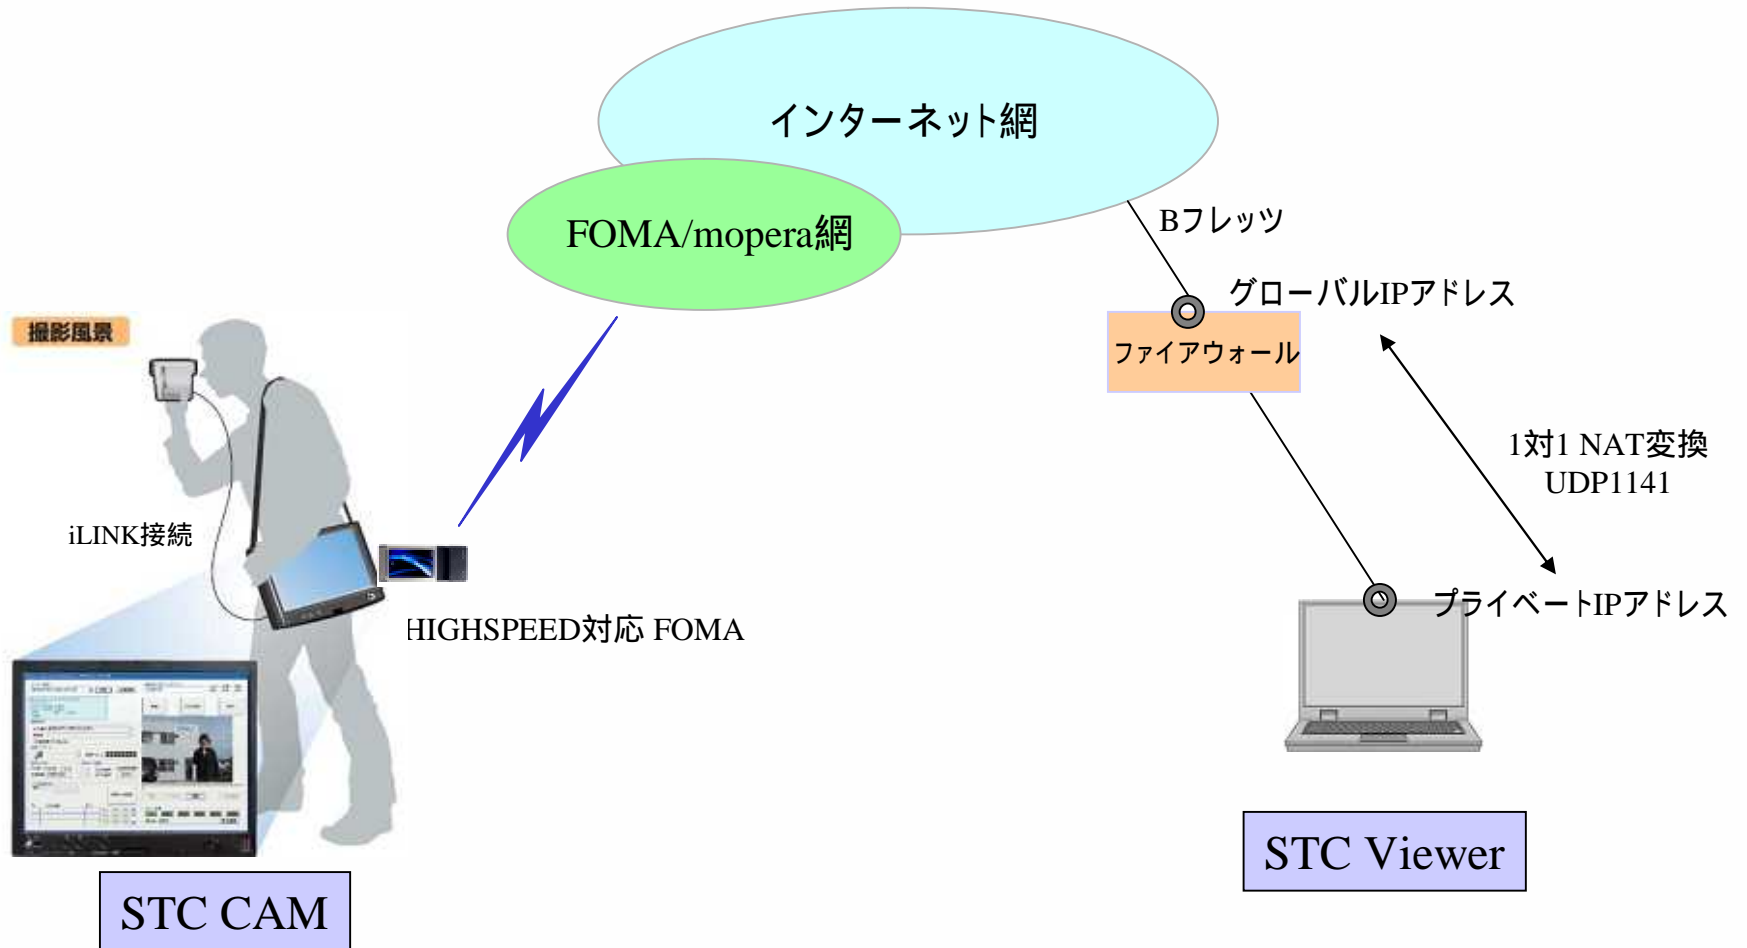 インターネット網
FOMA/mopera網
Bフレッツ
グローバルIPアドレス
撮影風景
ファイアウォール
1対1 NAT変換
UDP1141
iLINK接続
HIGHSPEED対応 FOMA
プライベートIPアドレス
STC Viewer
STC CAM